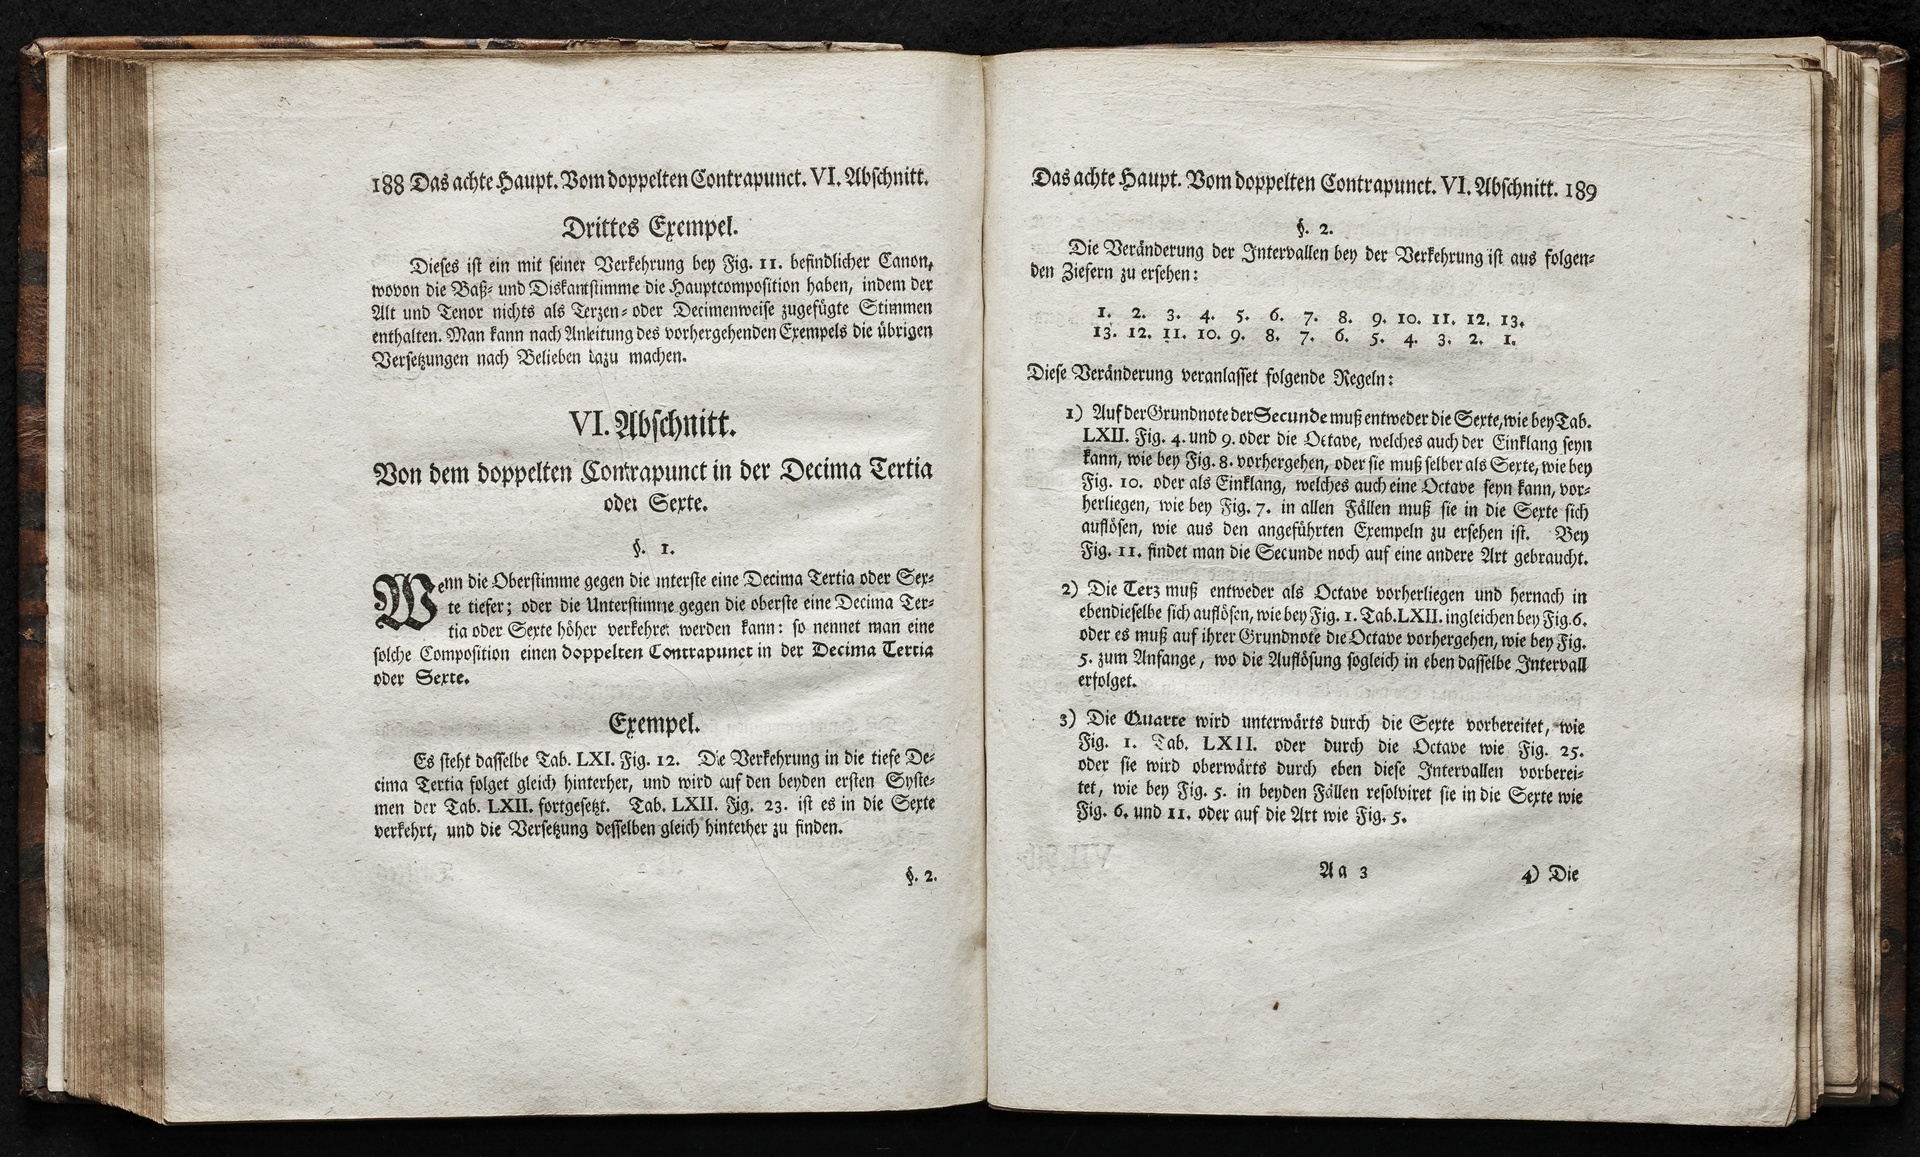 188 Das achte Haupt. Vom doppelten Contrapunct. VI. Abschnitt.
Drittes Exempel.
Dieses ist ein mit seiner Verkehrung bey Fig. 11. befindlicher Canon,
wovon die Baß- und Diskantstimme die Hauptcomposition haben, indem der
Alt und Tenor nichts als Terzen- oder Decimenweise zugefügte Stimmen
enthalten. Man kann nach Anleitung des vorhergehenden Exempels die übrigen
Versetzungen nach Belieben dazu machen.
VI. Abschnitt.
Von dem doppelten Contrapunct in der Decima Tertia
oder Sexte.
§. 1.
Wenn die Oberstimme gegen die unterste eine Decima Tertia oder Sex-
te tiefer; oder die Unterstimme gegen die oberste eine Decima Ter-
tia oder Sexte höher verkehret werden kann: so nennet man eine
solche Composition einen doppelten Contrapunct in der Decima Tertia
oder Sexte.
Exempel.
Es steht dasselbe Tab. LXI. Fig. 12. Die Verkehrung in die tiefe De-
cima Tertia folget gleich hinterher, und wird auf den beyden ersten Syste-
men der Tab. LXII. fortgesetzt. Tab. LXII. Fig. 23. ist es in die Sexte
verkehrt, und die Versetzung desselben gleich hinterher zu finden.
§. 2.
Das achte Haupt. Vom doppelten Contrapunct. VI. Abschnitt. 189
§. 2.
Die Veränderung der Intervallen bey der Verkehrung ist aus folgen-
den Ziefern zu ersehen:
1. 2. 3. 4. 5. 6. 7. 8. 9. 10. 11. 12. 13.
13. 12. 11. 10. 9. 8. 7. 6. 5. 4. 3. 2. 1.
Diese Veränderung veranlasset folgende Regeln:
1) Auf der Grundnote der Secunde muß entweder die Sexte, wie bey Tab.
LXII. Fig. 4. und 9. oder die Octave, welches auch der Einklang seyn
kann, wie bey Fig. 8. vorhergehen, oder sie muß selber als Sexte, wie bey
Fig. 10. oder als Einklang, welches auch eine Octave seyn kann, vor-
herliegen, wie bey Fig. 7. in allen Fällen muß sie in die Sexte sich
auflösen, wie aus den angeführten Exempeln zu ersehen ist. Bey
Fig. 11. findet man die Secunde noch auf eine andere Art gebraucht.
2) Die Terz muß entweder als Octave vorherliegen und hernach in
ebendieselbe sich auflösen, wie bey Fig. 1. Tab. LXII. ingleichen bey Fig. 6.
oder es muß auf ihrer Grundnote die Octave vorhergehen, wie bey Fig.
5. zum Anfange, wo die Auflösung sogleich in eben dasselbe Intervall
erfolget.
3) Die Quarte wird unterwärts durch die Sexte vorbereitet, wie
Fig. 1. Tab. LXII. oder durch die Octave wie Fig. 25.
oder sie wird oberwärts durch eben diese Intervallen vorberei-
tet, wie bey Fig. 5. in beyden Fällen resolviret sie in die Sexte wie
Fig. 6. und 11. oder auf die Art wie Fig. 5.
Aa 3
4) Die